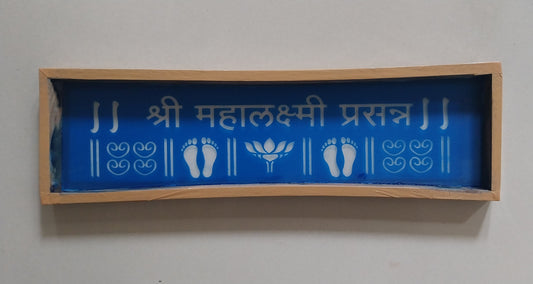 ।। श्री महालक्ष्मी प्रसन्न ।।